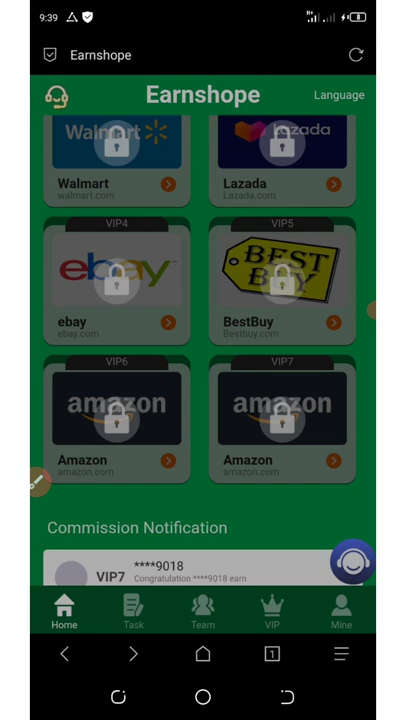 9:39
8
Earnshope
Earnshope
Language
Walmart
Lazada
Walmart
walmart.com
Lazada
Lazada.com
VIP4
VIP5
ebay
BEST
BUY
ebay
ebay.com
BestBuy
Bestbuy.com
VIP6
VIP7
amazon
amazon
Amazon
amazon.com
Amazon
amazon.com
Commission Notification
****9018
VIP7
Congratulation ****9018 earn
Home
Task
Team
VIP
Mine
1